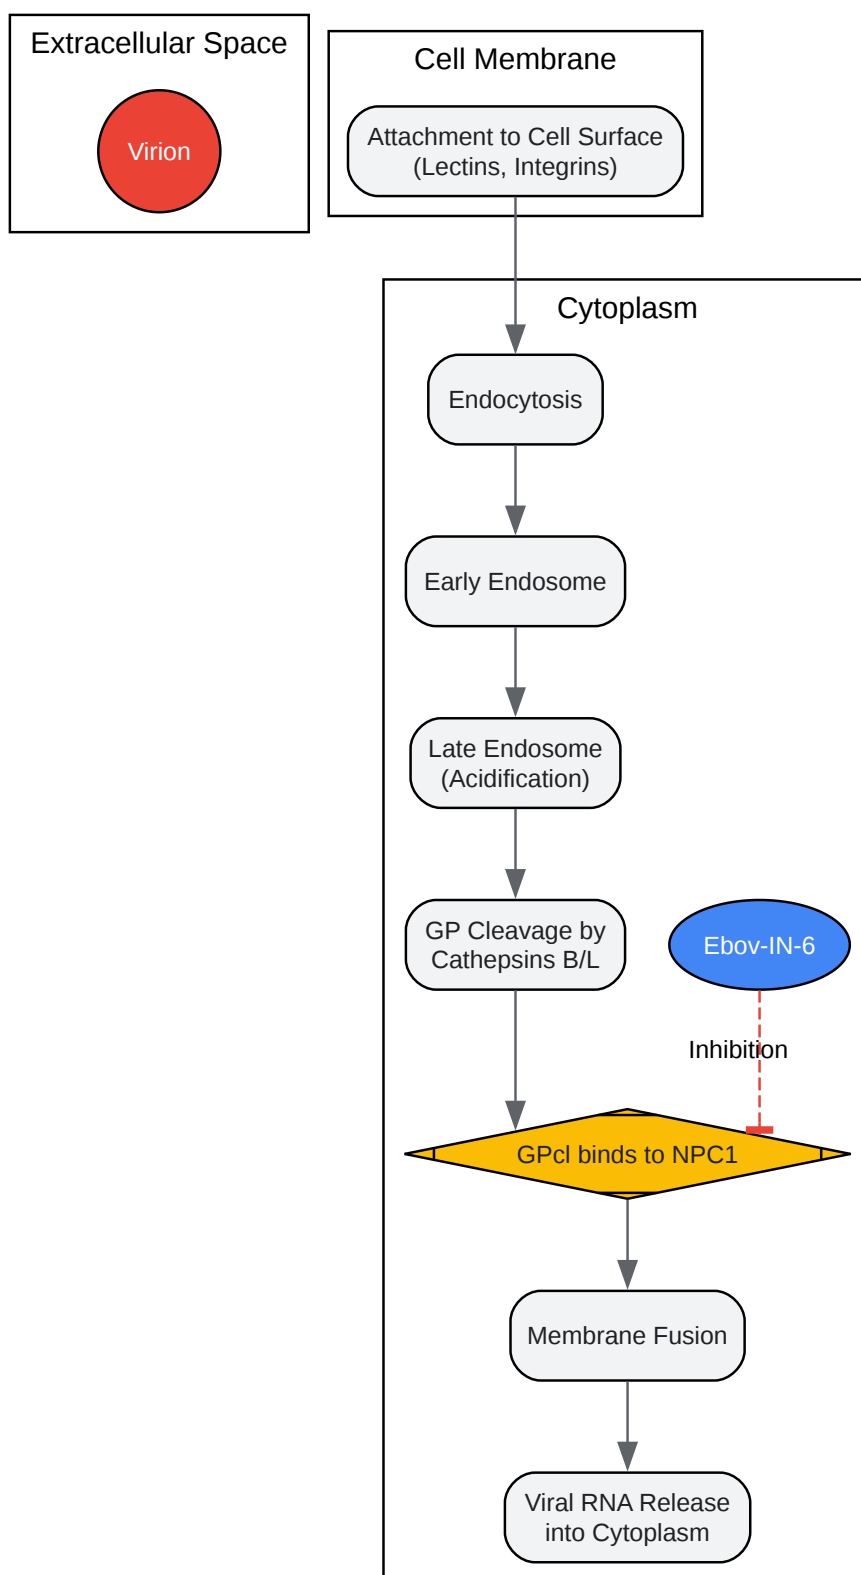 Extracellular Space
Virion
Cell Membrane
Attachment to Cell Surface
(Lectins, Integrins)
Cytoplasm
Endocytosis
Early Endosome
Late Endosome
(Acidification)
GP Cleavage by
Cathepsins B/L
Ebov-IN-6
Inhibition
GPcl binds to NPC1
Membrane Fusion
Viral RNA Release
into Cytoplasm